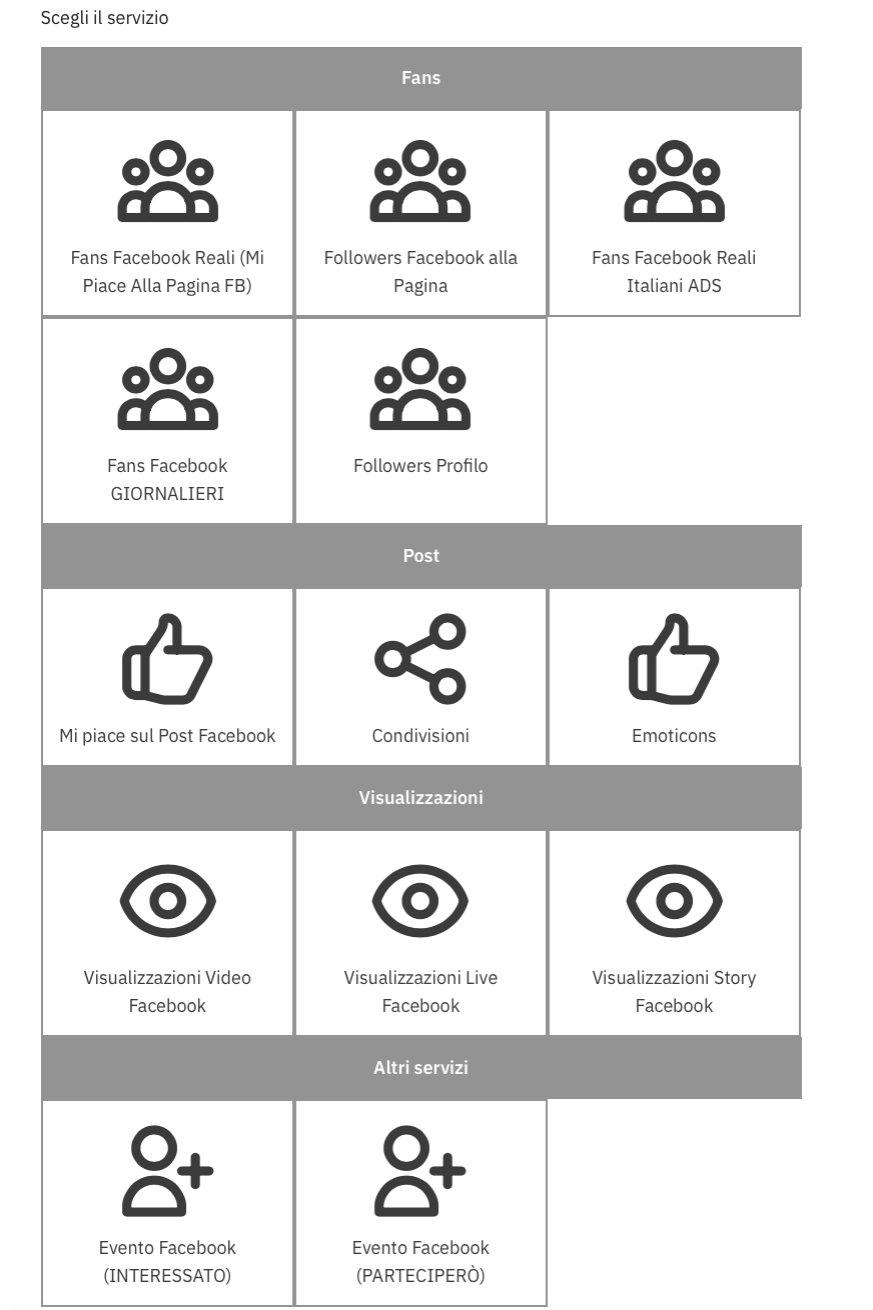 Scegli il servizio
Fans
Fans Facebook Reali (Mi
Piace Alla Pagina FB)
Followers Facebook alla
Pagina
Fans Facebook Reali
Italiani ADS
Fans Facebook
GIORNALIERI
Followers Profilo
Post
Mi piace sul Post Facebook
Condivisioni
Emoticons
Visualizzazioni
Visualizzazioni Video
Facebook
Visualizzazioni Live
Facebook
Visualizzazioni Story
Facebook
Altri servizi
Evento Facebook
(INTERESSATO)
Evento Facebook
(PARTECIPERÒ)